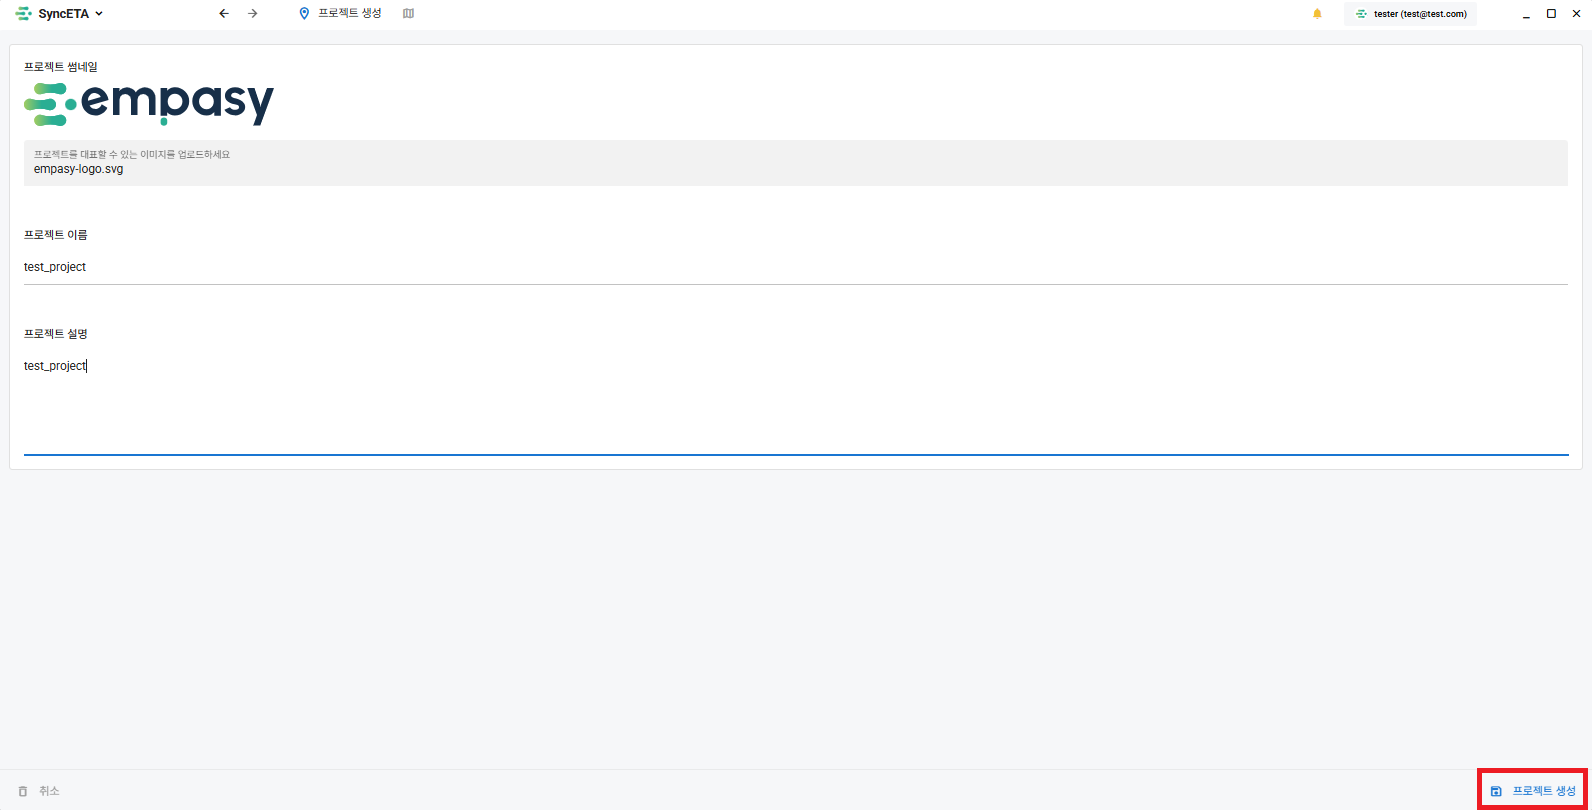 SyncETA
프로젝트 생성
tester (test@test.com)
프로젝트 썸네일
empasy
프로젝트를 대표할 수 있는 이미지를 업로드하세요
empasy-logo.svg
프로젝트 이름
test_project
프로젝트 설명
test_project
취소
프로젝트 생성